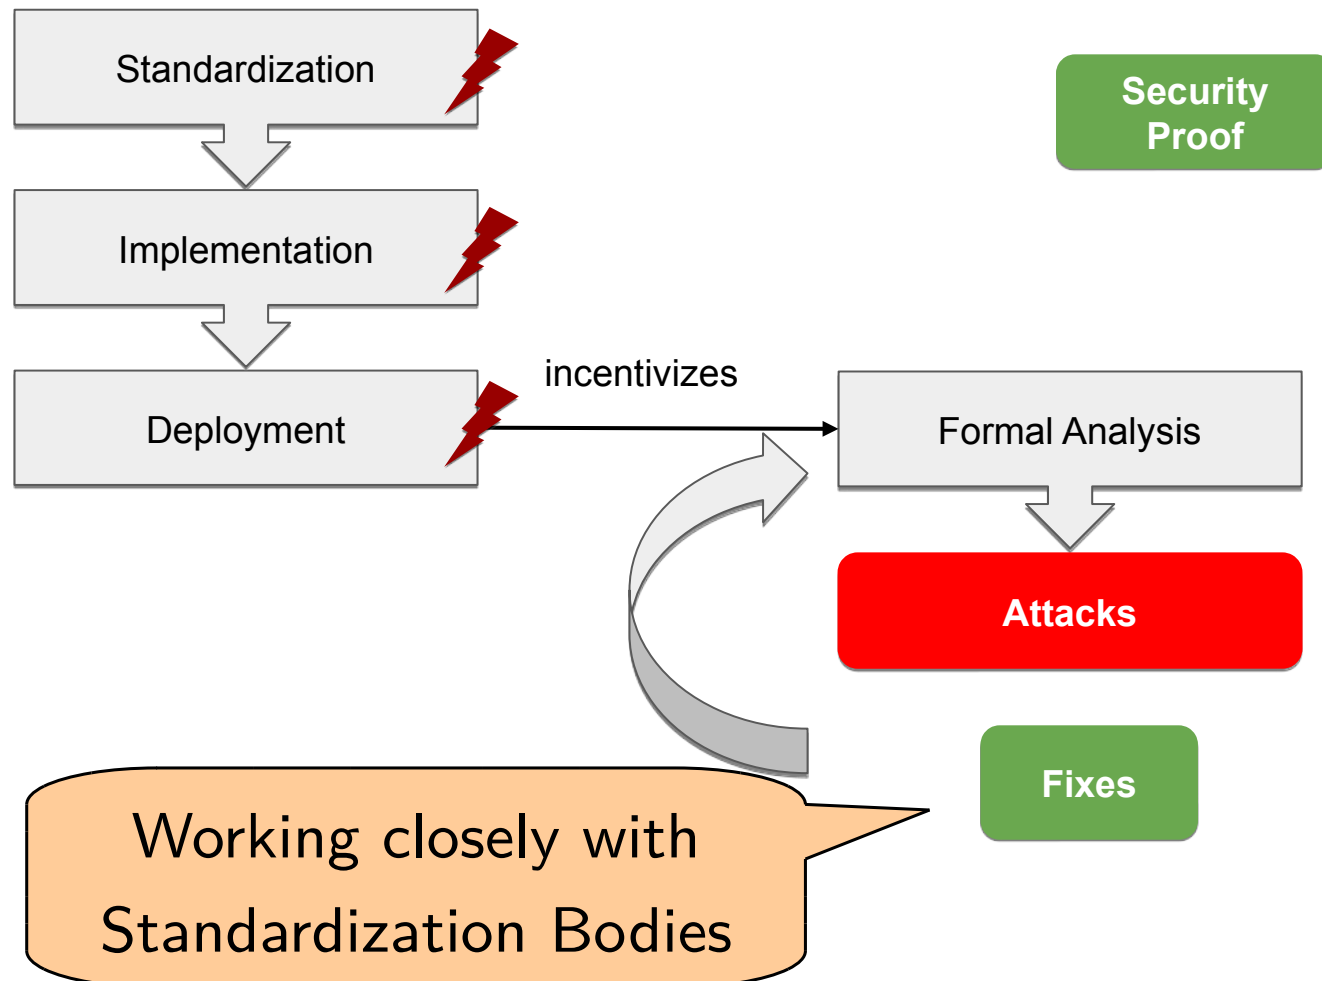 Standardization
Security
Proof
Implementation
incentivizes
Deployment
Formal Analysis
Attacks
Fixes
Working closely with
Standardization Bodies